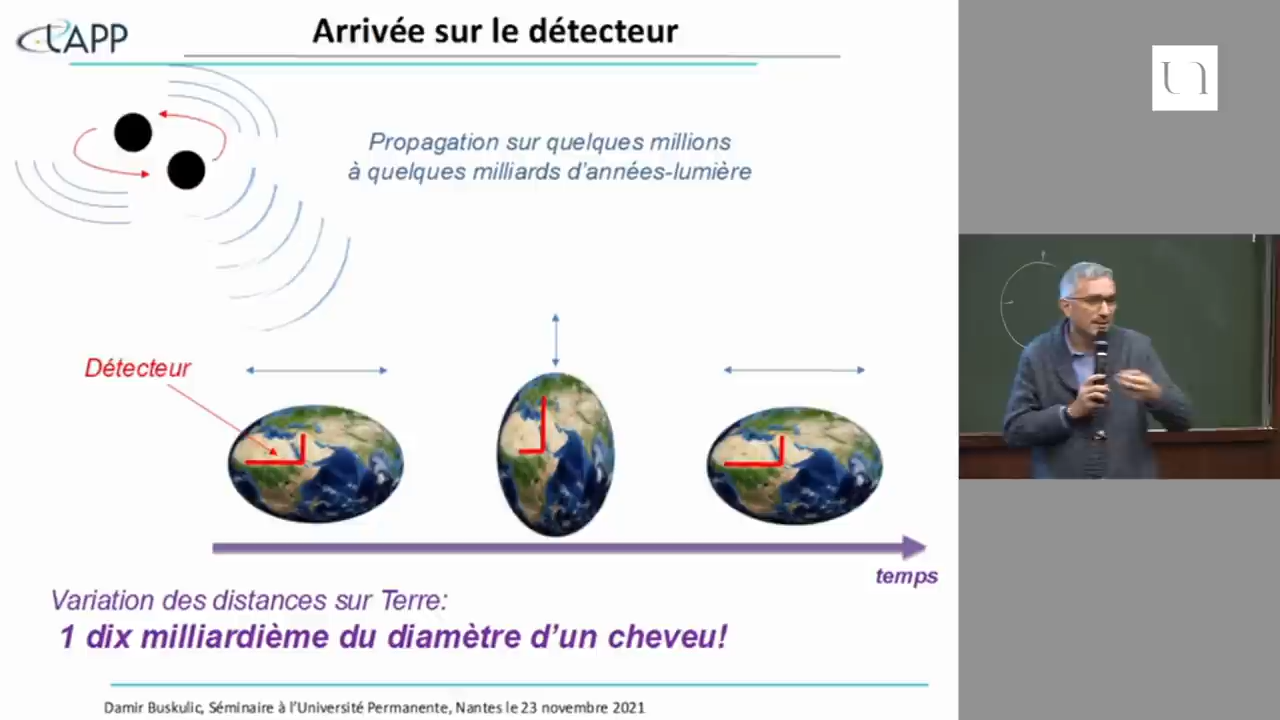 LAPP
Arrivée sur le détecteur
Propagation sur quelques millions
à quelques milliards d'années-lumière
Détecteur
temps
Variation des distances sur Terre:
1 dix milliardième du diamètre d'un cheveu!
Damir Buskulic, Séminaire à l'Université Permanente, Nantes le 23 novembre 2021